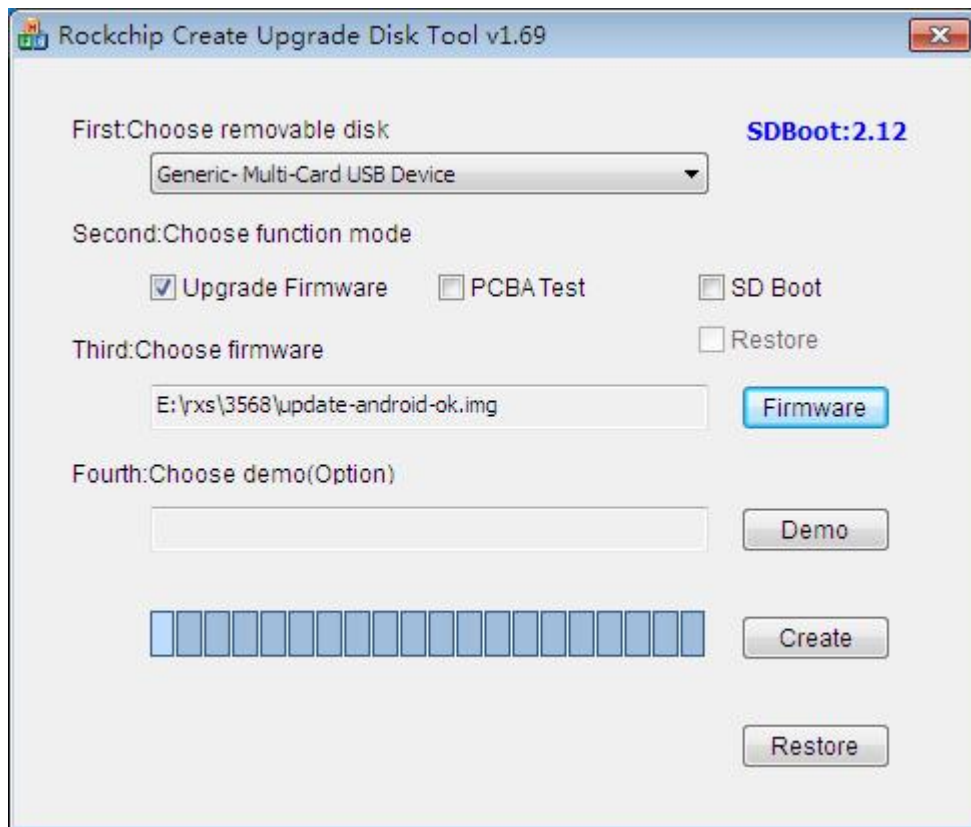 Rockchip Create Upgrade Disk Tool v1.69
First:Choose removable disk
SDBoot:2.12
Generic- Multi-Card USB Device
Second:Choose function mode
Upgrade Firmware PCBA Test SD Boot
Restore
Third:Choose firmware
E:\rxs\3568\update-android-ok.img
Firmware
Fourth:Choose demo(Option)
Demo
Create
Restore